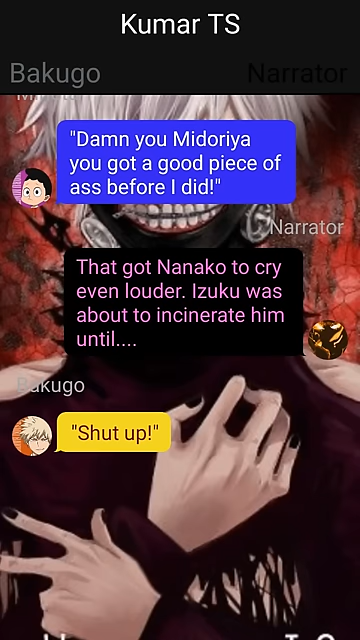 Kumar TS
Bakugo
Narrator
"Damn you Midoriya
you got a good piece of
ass before I did!"
Narrator
That got Nanako to cry
even louder. Izuku was
about to incinerate him
until....
Bakugo
"Shut up!"